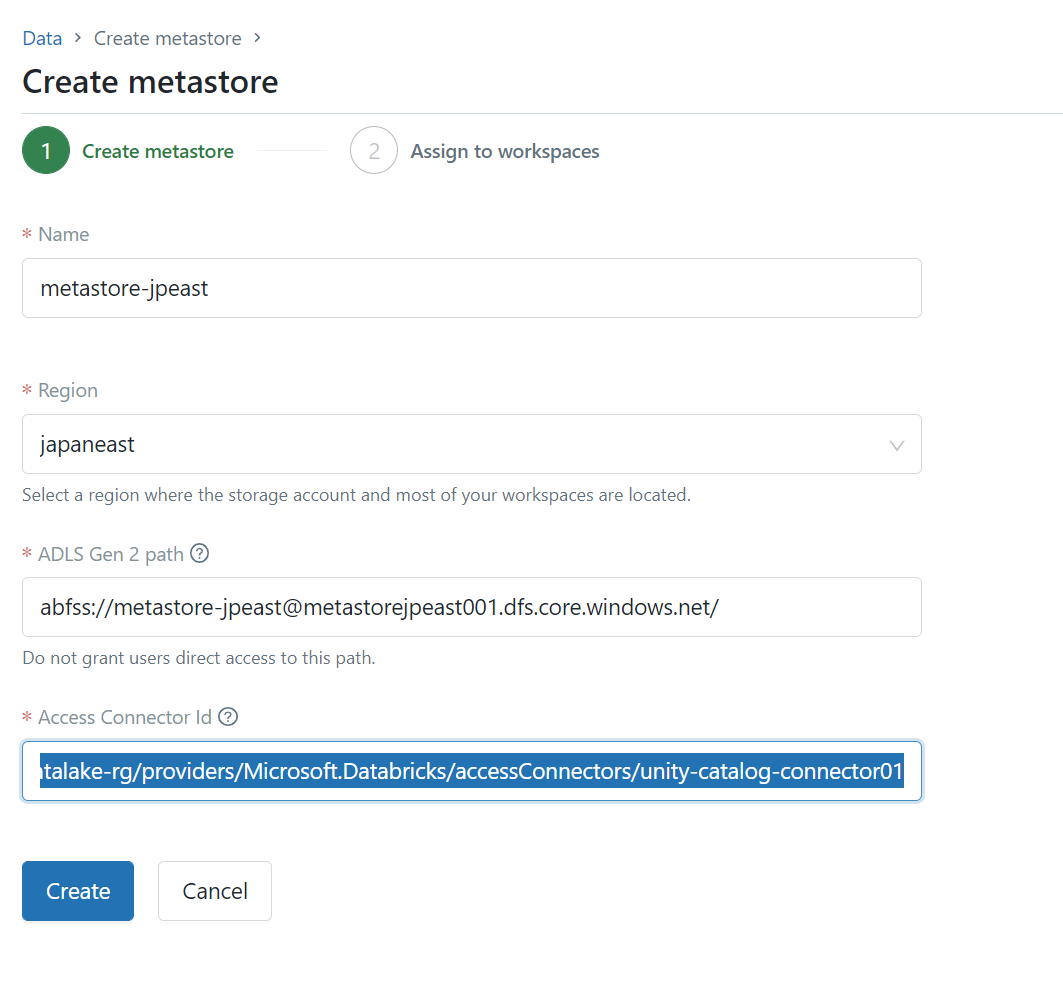 Data > Create metastore >
Create metastore
1 Create metastore 2 Assign to workspaces
* Name
metastore-jpeast
* Region
japaneast
Select a region where the storage account and most of your workspaces are located.
* ADLS Gen 2 path ?
abfss://metastore-jpeast@metastorejpeast001.dfs.core.windows.net/
Do not grant users direct access to this path.
* Access Connector Id ?
talake-rg/providers/Microsoft.Databricks/accessConnectors/unity-catalog-connector01
Create Cancel